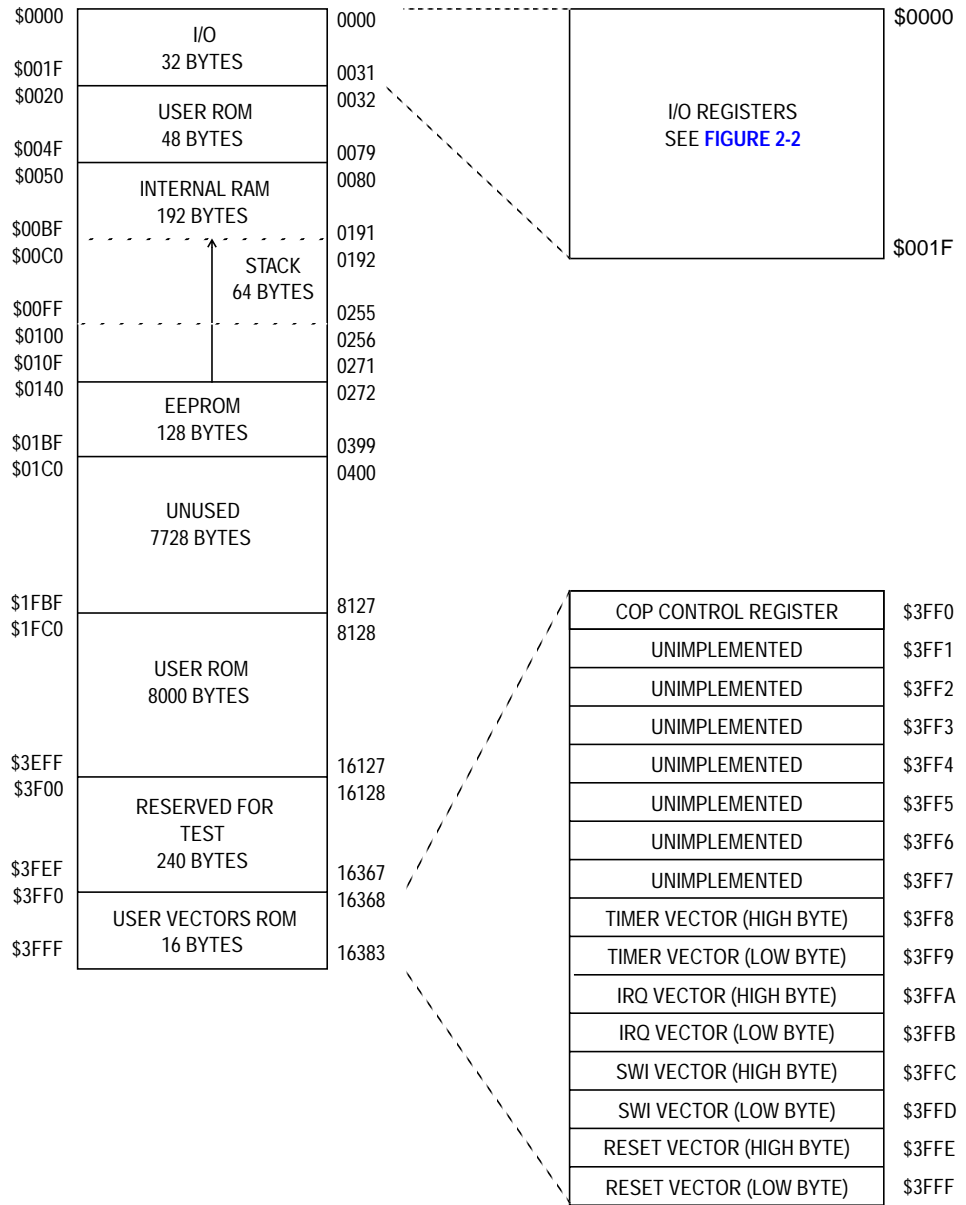 $0000
I/O
32 BYTES
0000
$001F
0031
$0020
0032
USER ROM
48 BYTES
$004F
0079
$0050
0080
INTERNAL RAM
192 BYTES
$00BF
0191
$00C0
0192
STACK
64 BYTES
$00FF
0255
$0100
0256
$010F
0271
$0140
0272
EEPROM
128 BYTES
$01BF
0399
$01C0
0400
UNUSED
7728 BYTES
$1FBF
8127
$1FC0
8128
USER ROM
8000 BYTES
$3EFF
16127
$3F00
16128
RESERVED FOR
TEST
240 BYTES
$3FEF
16367
$3FF0
16368
USER VECTORS ROM
16 BYTES
$3FFF
16383
$0000
I/O REGISTERS
SEE FIGURE 2-2
$001F
COP CONTROL REGISTER $3FF0
UNIMPLEMENTED $3FF1
UNIMPLEMENTED $3FF2
UNIMPLEMENTED $3FF3
UNIMPLEMENTED $3FF4
UNIMPLEMENTED $3FF5
UNIMPLEMENTED $3FF6
UNIMPLEMENTED $3FF7
TIMER VECTOR (HIGH BYTE) $3FF8
TIMER VECTOR (LOW BYTE) $3FF9
IRQ VECTOR (HIGH BYTE) $3FFA
IRQ VECTOR (LOW BYTE) $3FFB
SWI VECTOR (HIGH BYTE) $3FFC
SWI VECTOR (LOW BYTE) $3FFD
RESET VECTOR (HIGH BYTE) $3FFE
RESET VECTOR (LOW BYTE) $3FFF